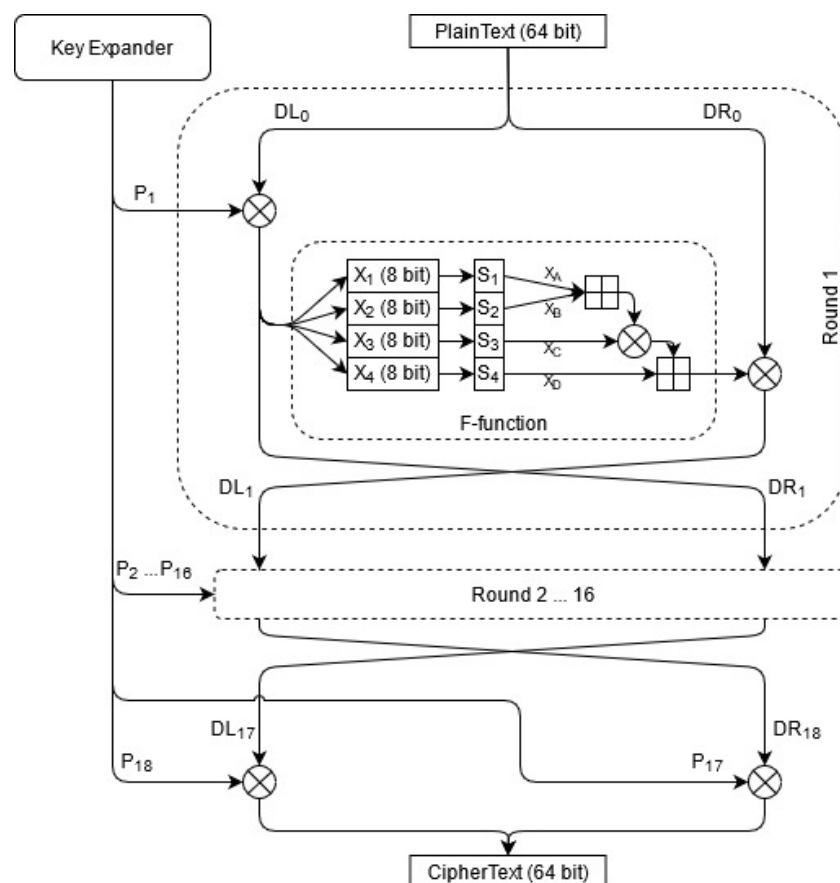 PlainText (64 bit)
Key Expander
DL0
DR0
P1
Round 1
X1 (8 bit)
S1
XA
X2 (8 bit)
S2
XB
X3 (8 bit)
S3
XC
X4 (8 bit)
S4
XD
F-function
DL1
DR1
P2 ...P16
Round 2 ... 16
DL17
DR18
P18
P17
CipherText (64 bit)